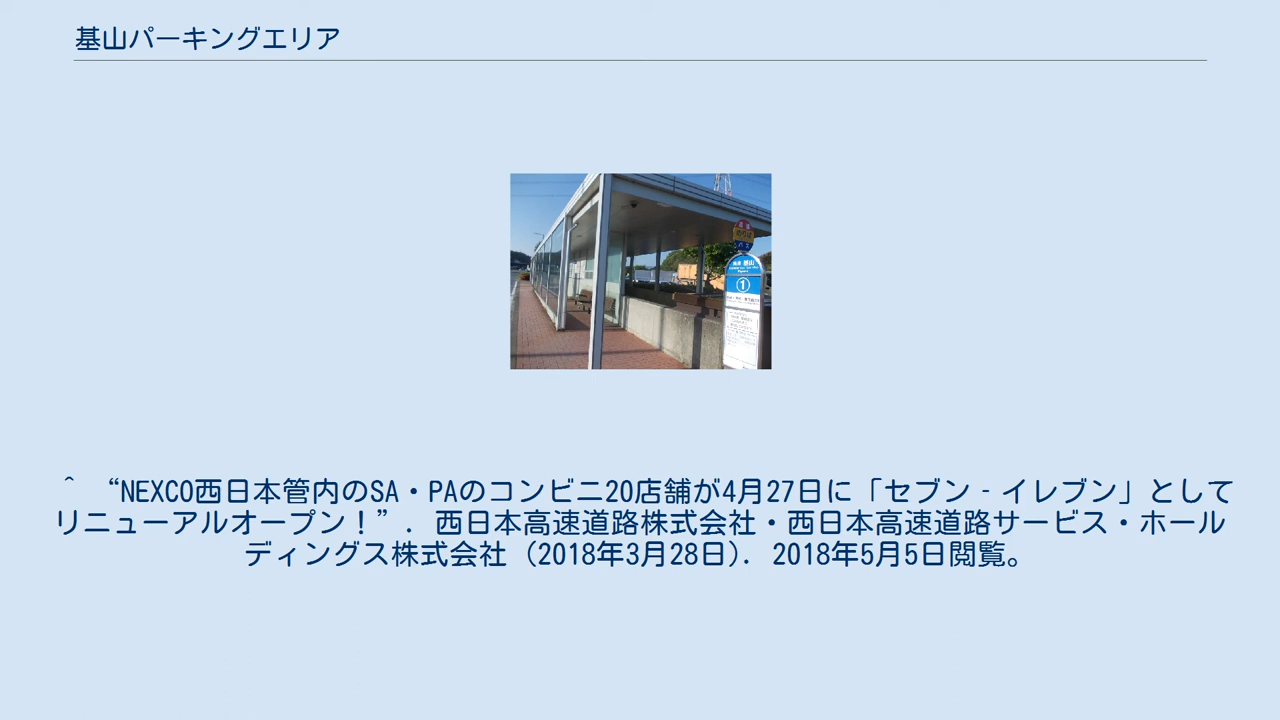 基山パーキングエリア
基山
①
^ “NEXCO西日本管内のSA・PAのコンビニ20店舗が4月27日に「セブン‐イレブン」として
リニューアルオープン！”. 西日本高速道路株式会社・西日本高速道路サービス・ホール
ディングス株式会社 (2018年3月28日). 2018年5月5日閲覧。